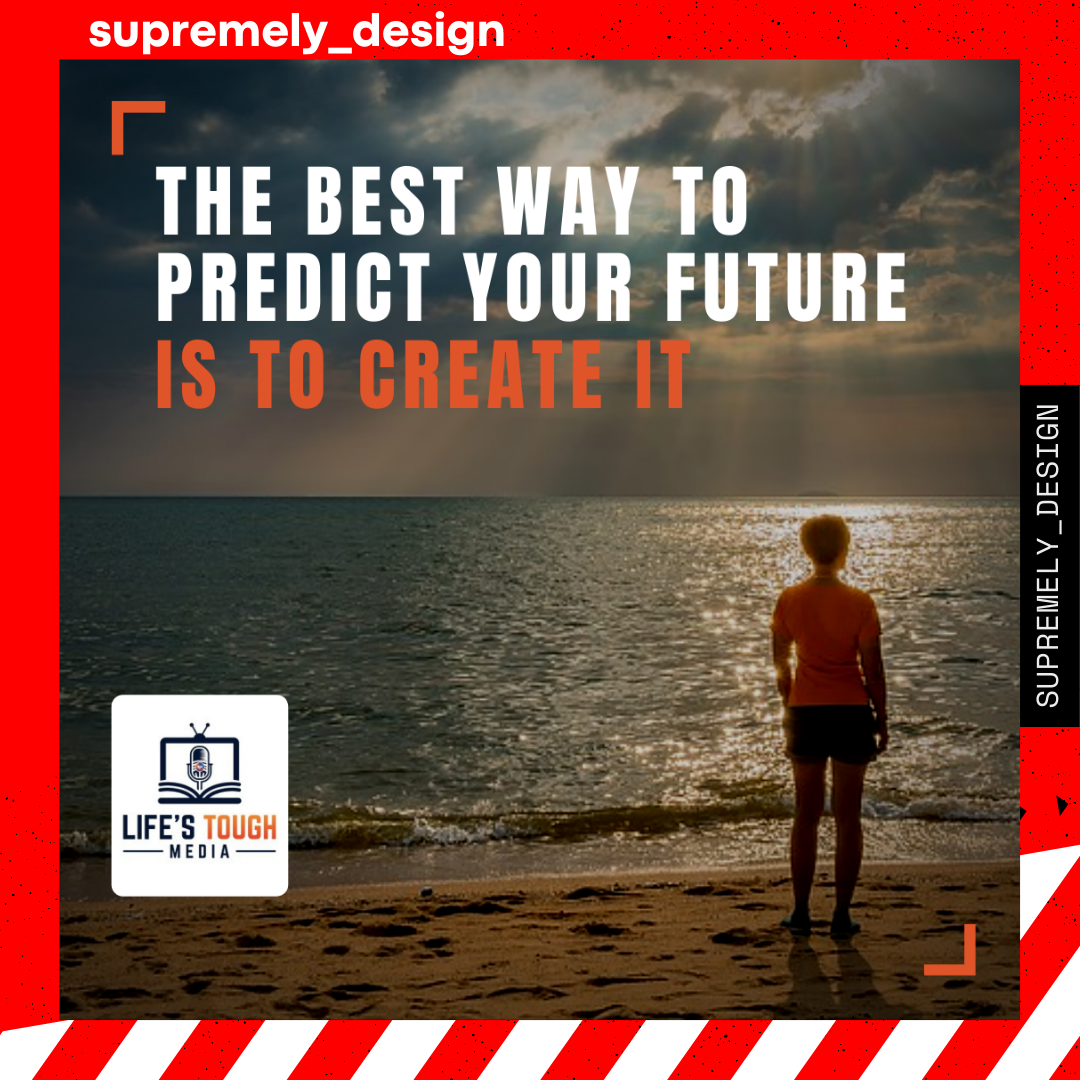 supremely_design
THE BEST WAY TO
PREDICT YOUR FUTURE
IS TO CREATE IT
SUPREMELY_DESIGN
LIFE'S TOUGH
MEDIA